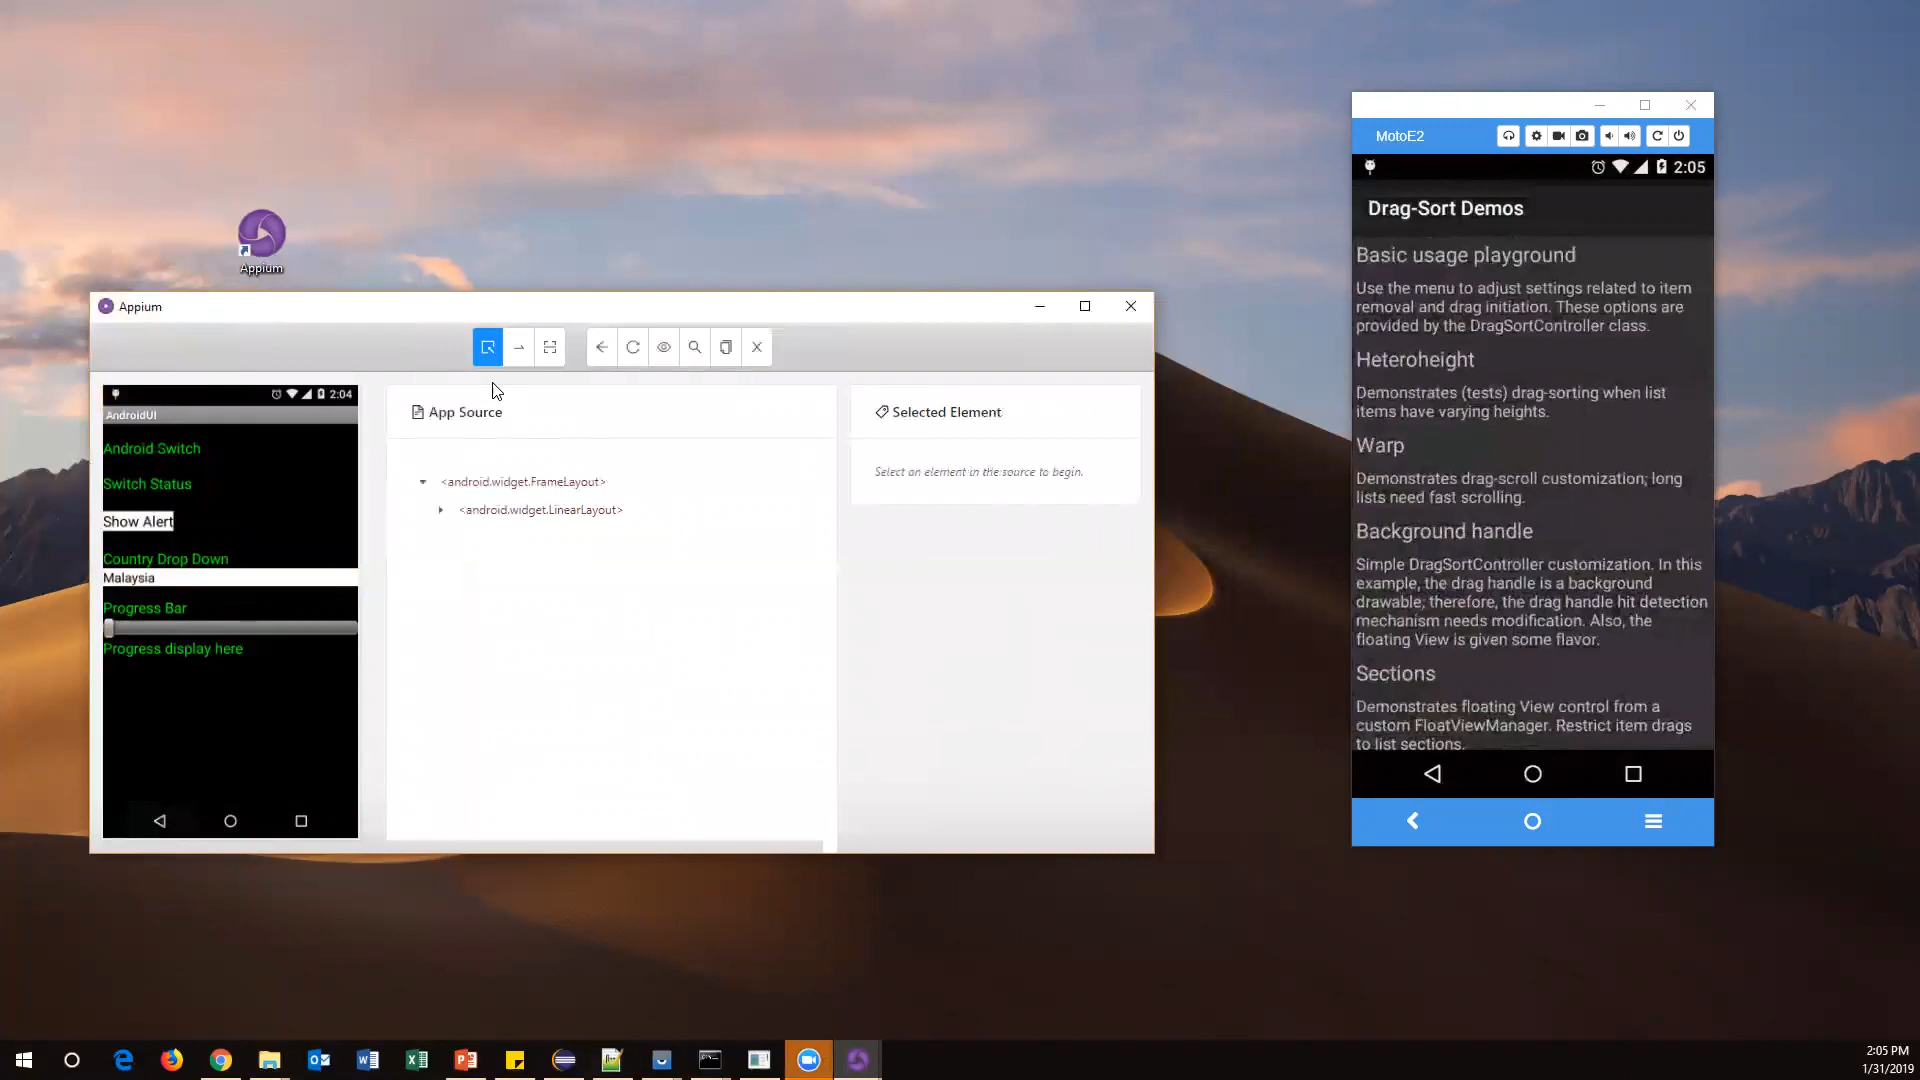 Appium
Appium
2:04
AndroidUI
Android Switch
Switch Status
Show Alert
Country Drop Down
Malaysia
Progress Bar
Progress display here
App Source
<android.widget.FrameLayout>
<android.widget.LinearLayout>
Selected Element
Select an element in the source to begin.
MotoE2
2:05
Drag-Sort Demos
Basic usage playground
Use the menu to adjust settings related to item
removal and drag initiation. These options are
provided by the DragSortController class.
Heteroheight
Demonstrates (tests) drag-sorting when list
items have varying heights.
Warp
Demonstrates drag-scroll customization; long
lists need fast scrolling.
Background handle
Simple DragSortController customization. In this
example, the drag handle is a background
drawable; therefore, the drag handle hit detection
mechanism needs modification. Also, the
floating View is given some flavor.
Sections
Demonstrates floating View control from a
custom FloatViewManager. Restrict item drags
to list sections.
2:05 PM
1/31/2019